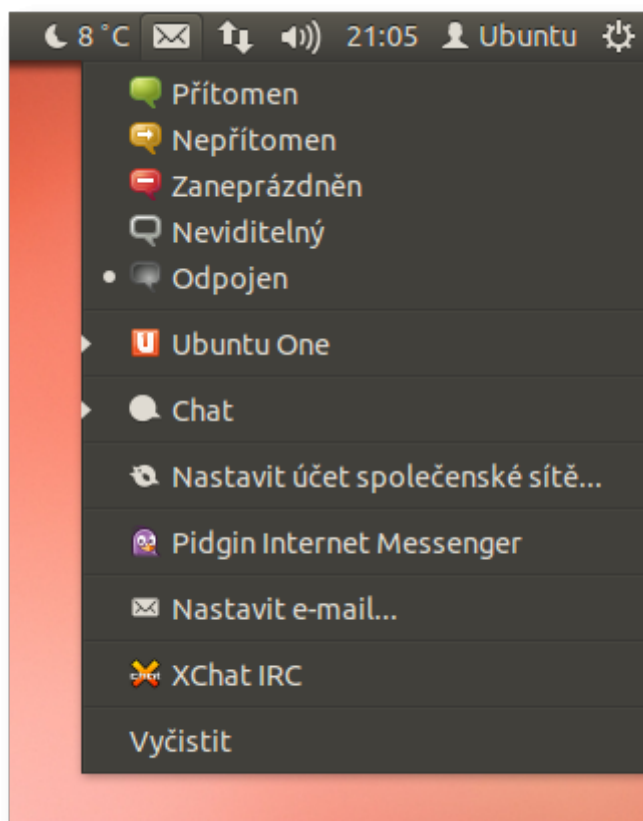 8 °C 21:05 Ubuntu
Přítomen
Nepřítomen
Zaneprázdněn
Neviditelný
Odpojen
Ubuntu One
Chat
Nastavit účet společenské sítě...
Pidgin Internet Messenger
Nastavit e-mail...
XChat IRC
Vyčistit